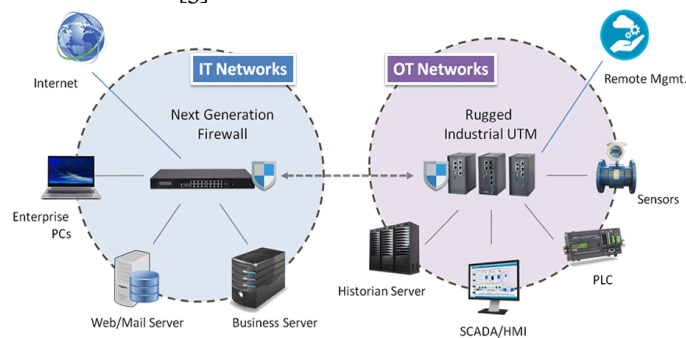 [3]
IT Networks
OT Networks
Internet
Remote Mgmt.
Next Generation
Firewall
Rugged
Industrial UTM
Enterprise
PCs
Sensors
PLC
Historian Server
Web/Mail Server
Business Server
SCADA/HMI